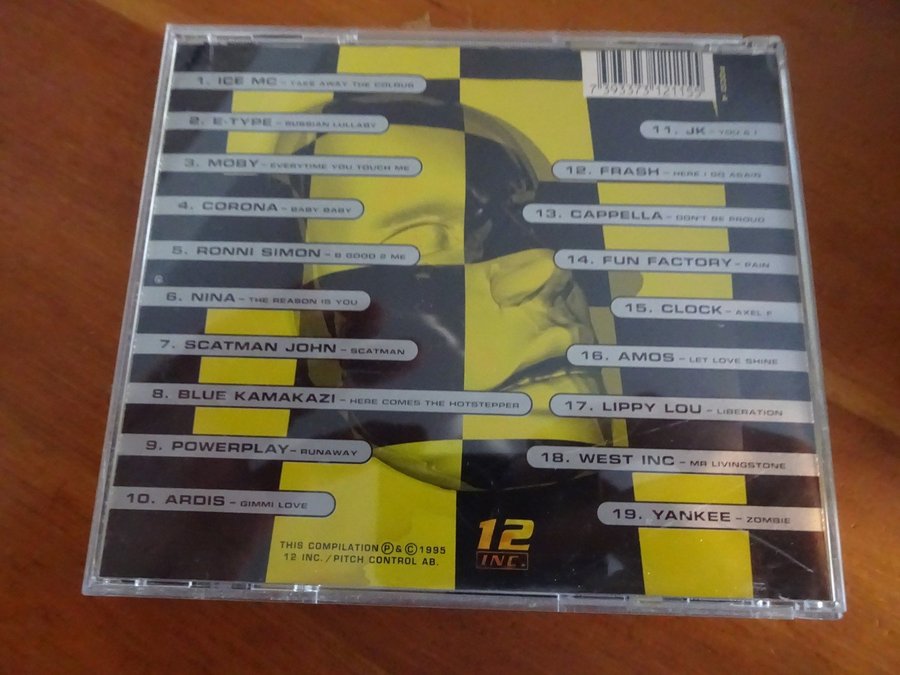 1. ICE MC - TAKE AWAY THE COLOUR
2. E-TYPE - RUSSIAN LULLABY
3. MOBY - EVERYTIME YOU TOUCH ME
4. CORONA - BABY BABY
5. RONNI SIMON - B GOOD 2 ME
6. NINA - THE REASON IS YOU
7. SCATMAN JOHN - SCATMAN
8. BLUE KAMAKAZI - HERE COMES THE HOTSTEPPER
9. POWERPLAY - RUNAWAY
10. ARDIS - GIMMI LOVE
7 393373 121155
11. JK - YOU & I
12. FRASH - HERE I GO AGAIN
13. CAPPELLA - DON'T BE PROUD
14. FUN FACTORY - PAIN
15. CLOCK - AXEL F
16. AMOS - LET LOVE SHINE
17. LIPPY LOU - LIBERATION
18. WEST INC - MR LIVINGSTONE
19. YANKEE - ZOMBIE
THIS COMPILATION Ⓟ & © 1995
12 INC. / PITCH CONTROL AB.
12
INC.